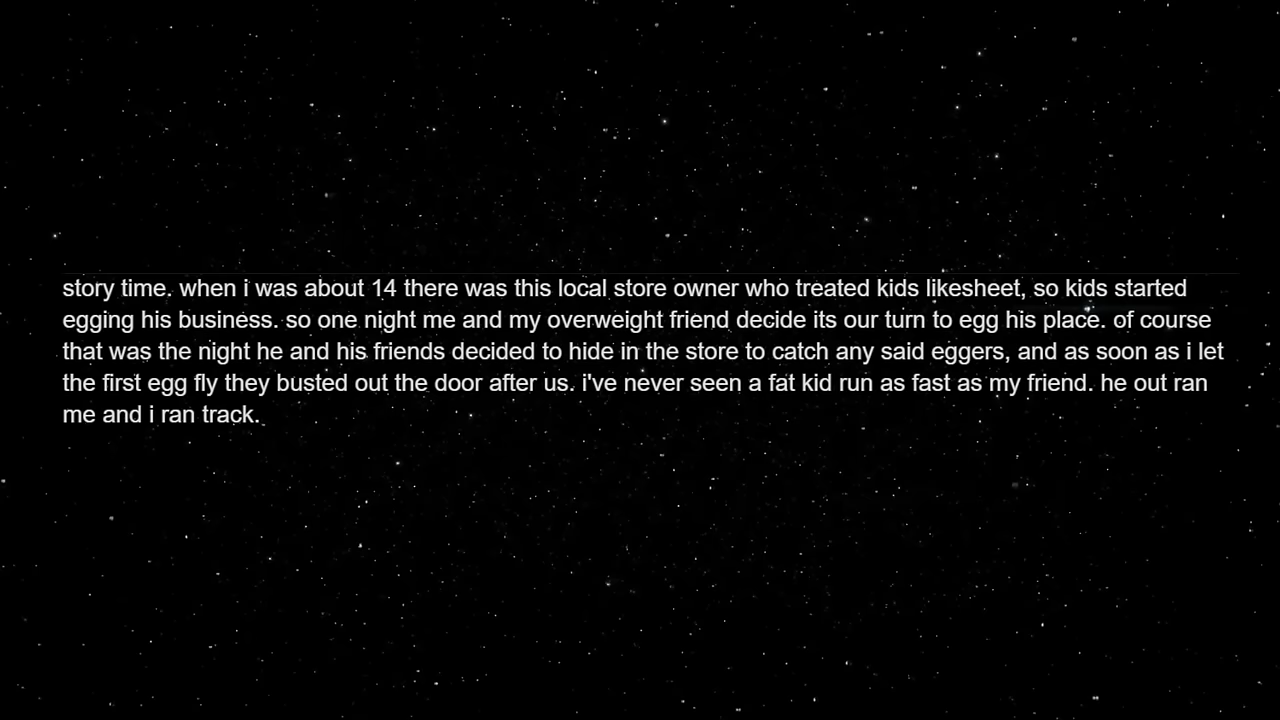 story time. when i was about 14 there was this local store owner who treated kids likesheet, so kids started
egging his business. so one night me and my overweight friend decide its our turn to egg his place. of course
that was the night he and his friends decided to hide in the store to catch any said eggers, and as soon as i let
the first egg fly they busted out the door after us. i've never seen a fat kid run as fast as my friend. he out ran
me and i ran track.